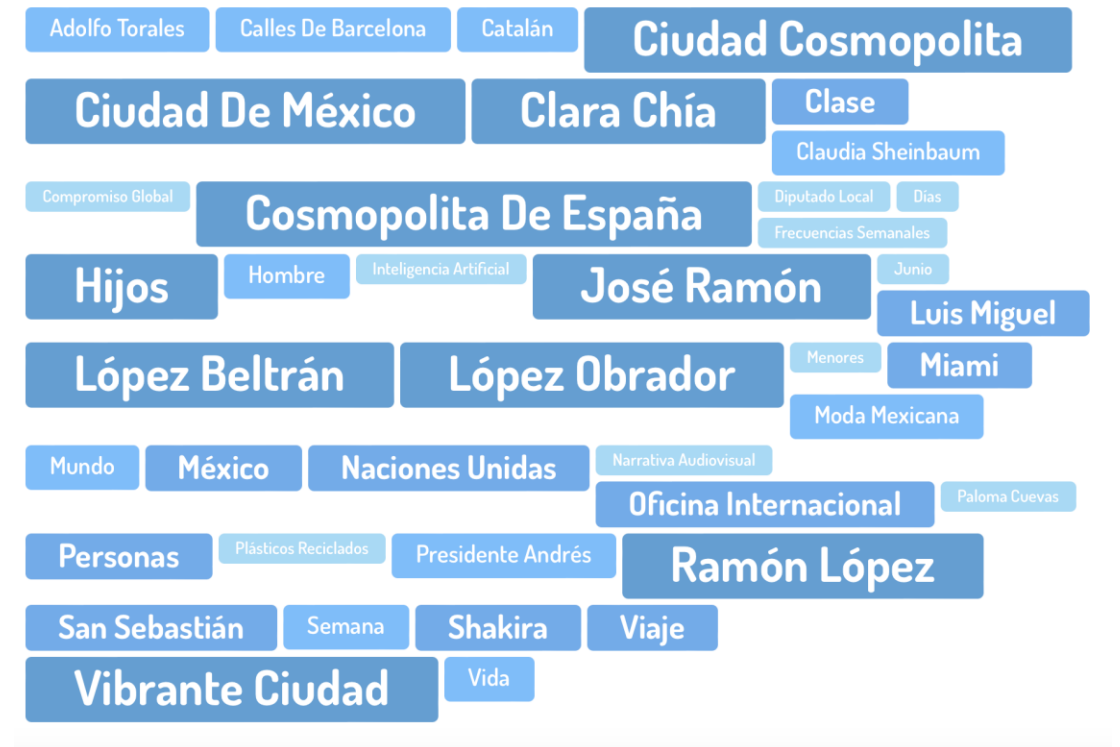 Adolfo Torales Calles De Barcelona Catalán Ciudad Cosmopolita
Ciudad De México Clara Chía Clase
Claudia Sheinbaum
Compromiso Global Cosmopolita De España Diputado Local Dias
Frecuencias Semanales
Hijos Hombre Inteligencia Artificial José Ramón Junio
Luis Miguel
López Beltrán López Obrador Menores Miami
Moda Mexicana
Mundo México Naciones Unidas Narrativa Audiovisual
Oficina Internacional Paloma Cuevas
Personas Plásticos Reciclados Presidente Andrés Ramón López
San Sebastián Semana Shakira Viaje
Vibrante Ciudad Vida